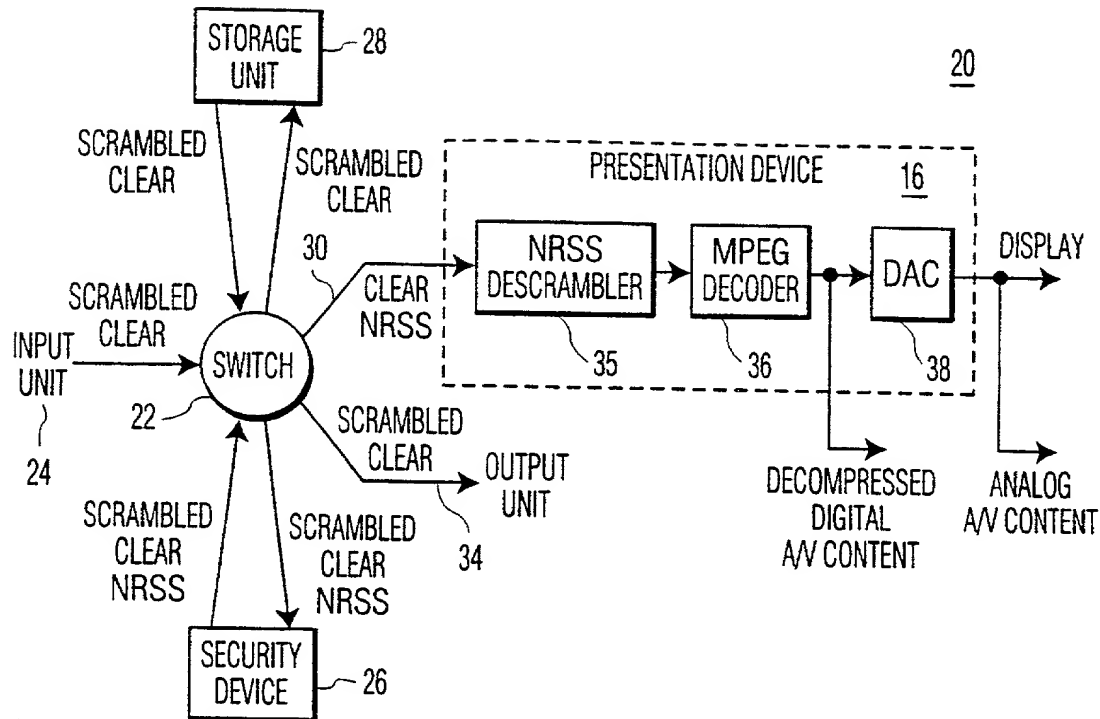 STORAGE
UNIT
28
20
SCRAMBLED
CLEAR
SCRAMBLED
CLEAR
PRESENTATION DEVICE
16
30
CLEAR
NRSS
NRSS
DESCRAMBLER
35
MPEG
DECODER
36
DAC
38
DISPLAY
SCRAMBLED
CLEAR
INPUT
UNIT
24
SWITCH
22
SCRAMBLED
CLEAR
34
OUTPUT
UNIT
DECOMPRESSED
DIGITAL
A/V CONTENT
ANALOG
A/V CONTENT
SCRAMBLED
CLEAR
NRSS
SCRAMBLED
CLEAR
NRSS
SECURITY
DEVICE
26